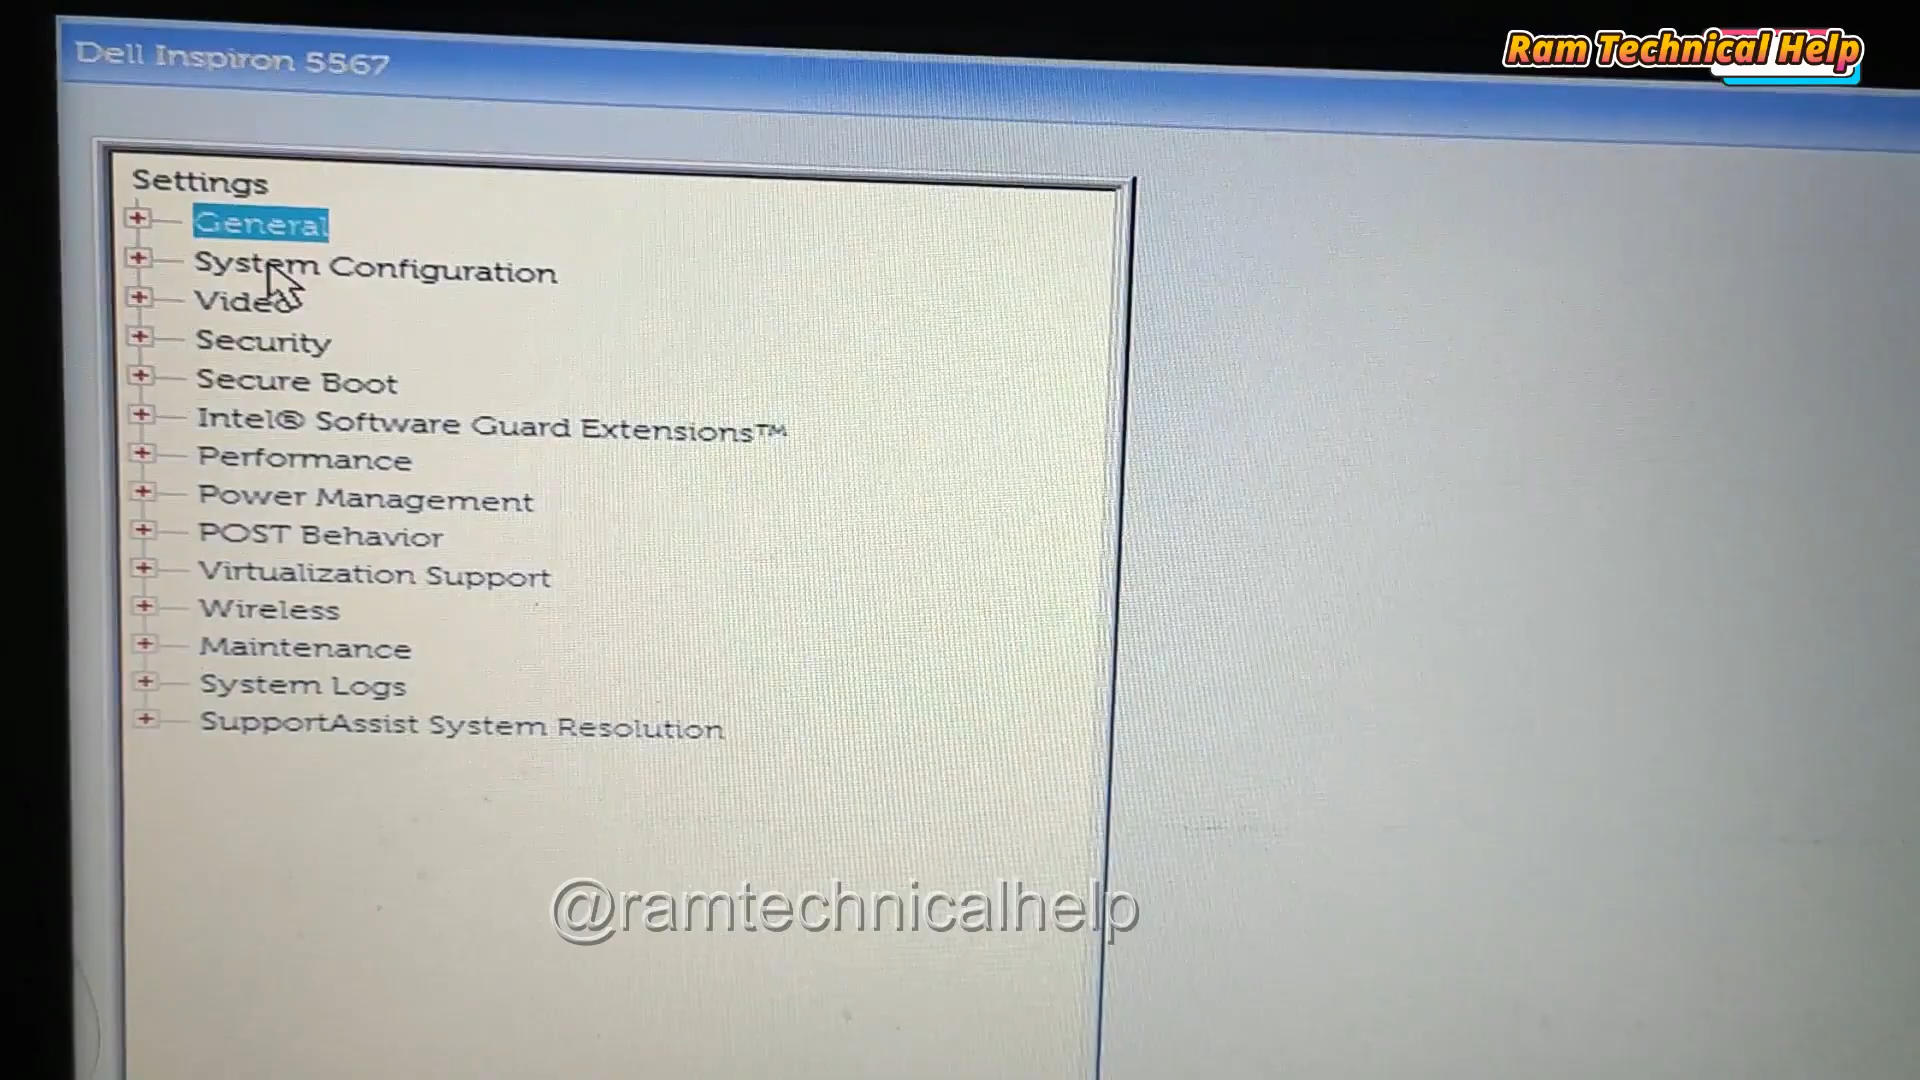 Dell Inspiron 5567
Ram Technical Help
Settings
General
System Configuration
Video
Security
Secure Boot
Intel® Software Guard Extensions™
Performance
Power Management
POST Behavior
Virtualization Support
Wireless
Maintenance
System Logs
SupportAssist System Resolution
@ramtechnicalhelp